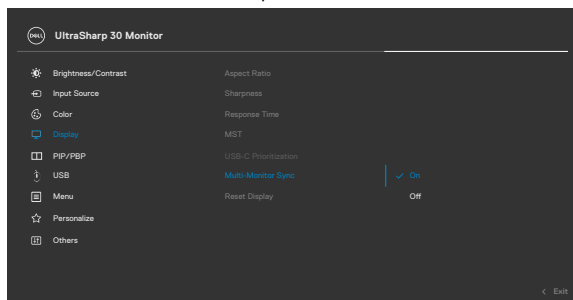 DELL
UltraSharp 30 Monitor
Brightness/Contrast
Input Source
Color
Display
PIP/PBP
USB
Menu
Personalize
Others
Aspect Ratio
Sharpness
Response Time
MST
USB-C Prioritization
Multi-Monitor Sync
Reset Display
On
Off
Exit